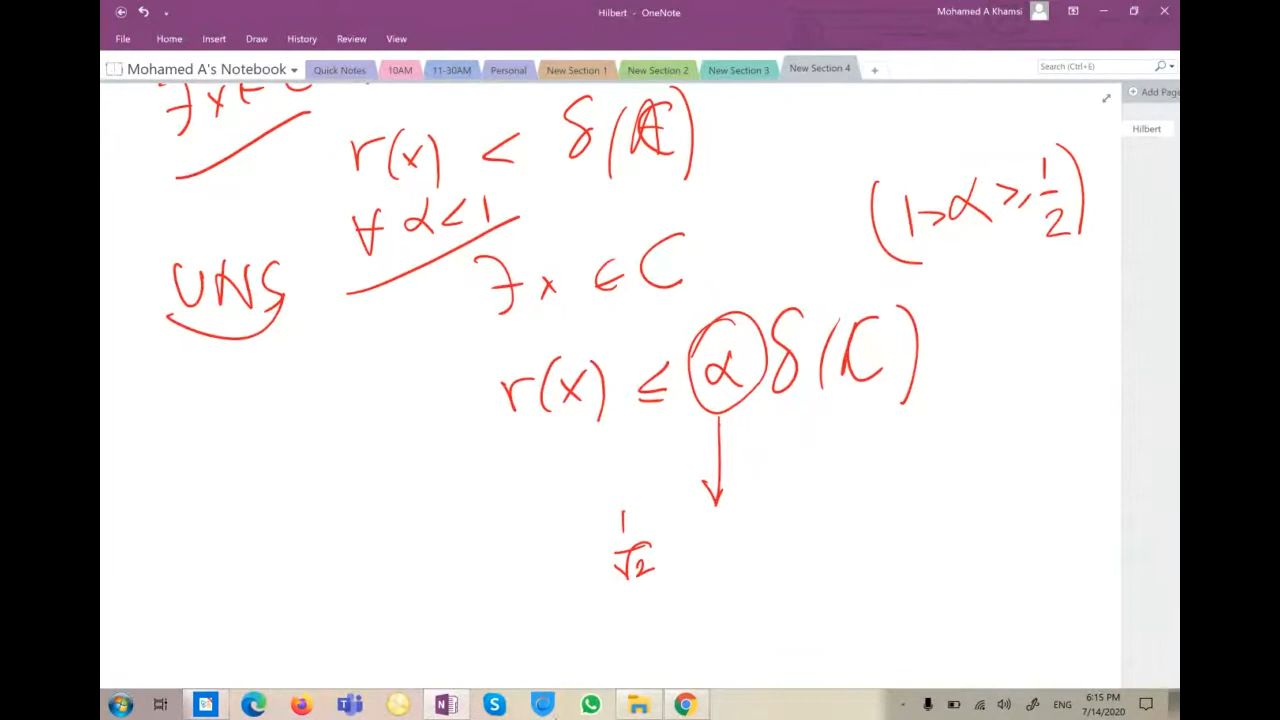 Hilbert - OneNote
Mohamed A Khamsi
File Home Insert Draw History Review View
Mohamed A's Notebook Quick Notes 10AM 11-30AM Personal New Section 1 New Section 2 New Section 3 New Section 4 Search (Ctrl+E)
Add Page
Hilbert
∃ x ∈ C
r(x) < δ(C)
∀ α < 1
(1 > α ≥ 1/2)
UNS
∃ x ∈ C
r(x) ≤ α δ(C)
1/√2
6:15 PM
ENG
7/14/2020